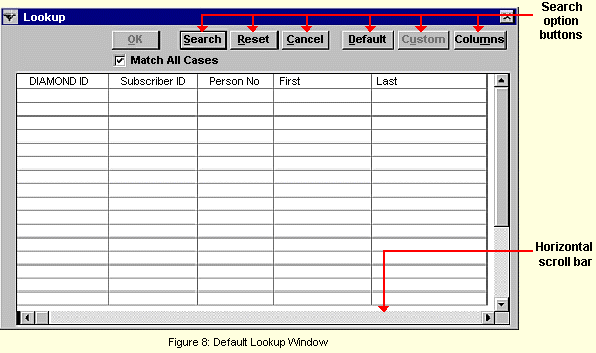 Search
option
buttons
Lookup
OK Search Reset Cancel Default Custom Columns
Match All Cases
DIAMOND ID Subscriber ID Person No First Last
Horizontal
scroll bar
Figure 8: Default Lookup Window